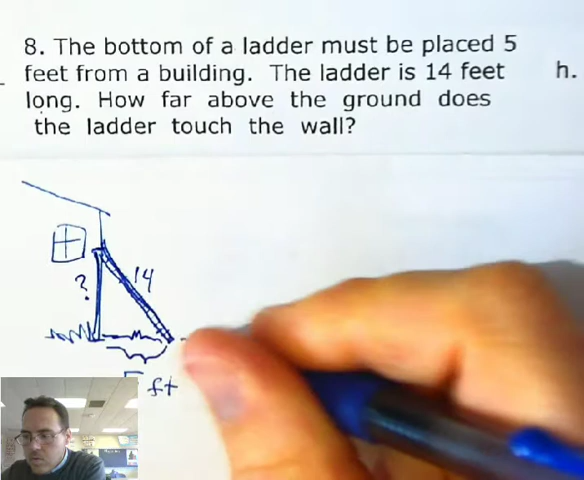 8. The bottom of a ladder must be placed 5
feet from a building. The ladder is 14 feet
long. How far above the ground does
the ladder touch the wall?
h.
?
14
5 ft